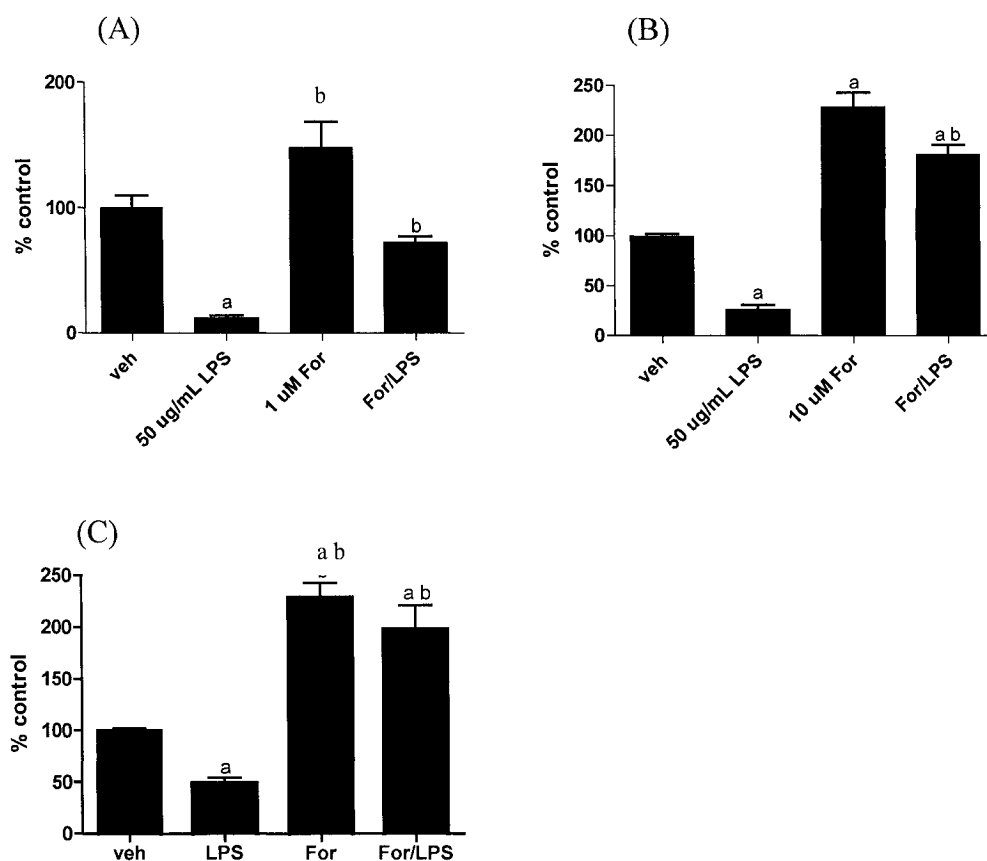 (A)
200
100
0
% control
b
a
b
veh
50 ug/mL LPS
1 uM For
For/LPS
(B)
250
200
150
100
50
0
% control
a
a b
a
veh
50 ug/mL LPS
10 uM For
For/LPS
(C)
250
200
150
100
50
0
% control
a b
a b
a
veh LPS For For/LPS